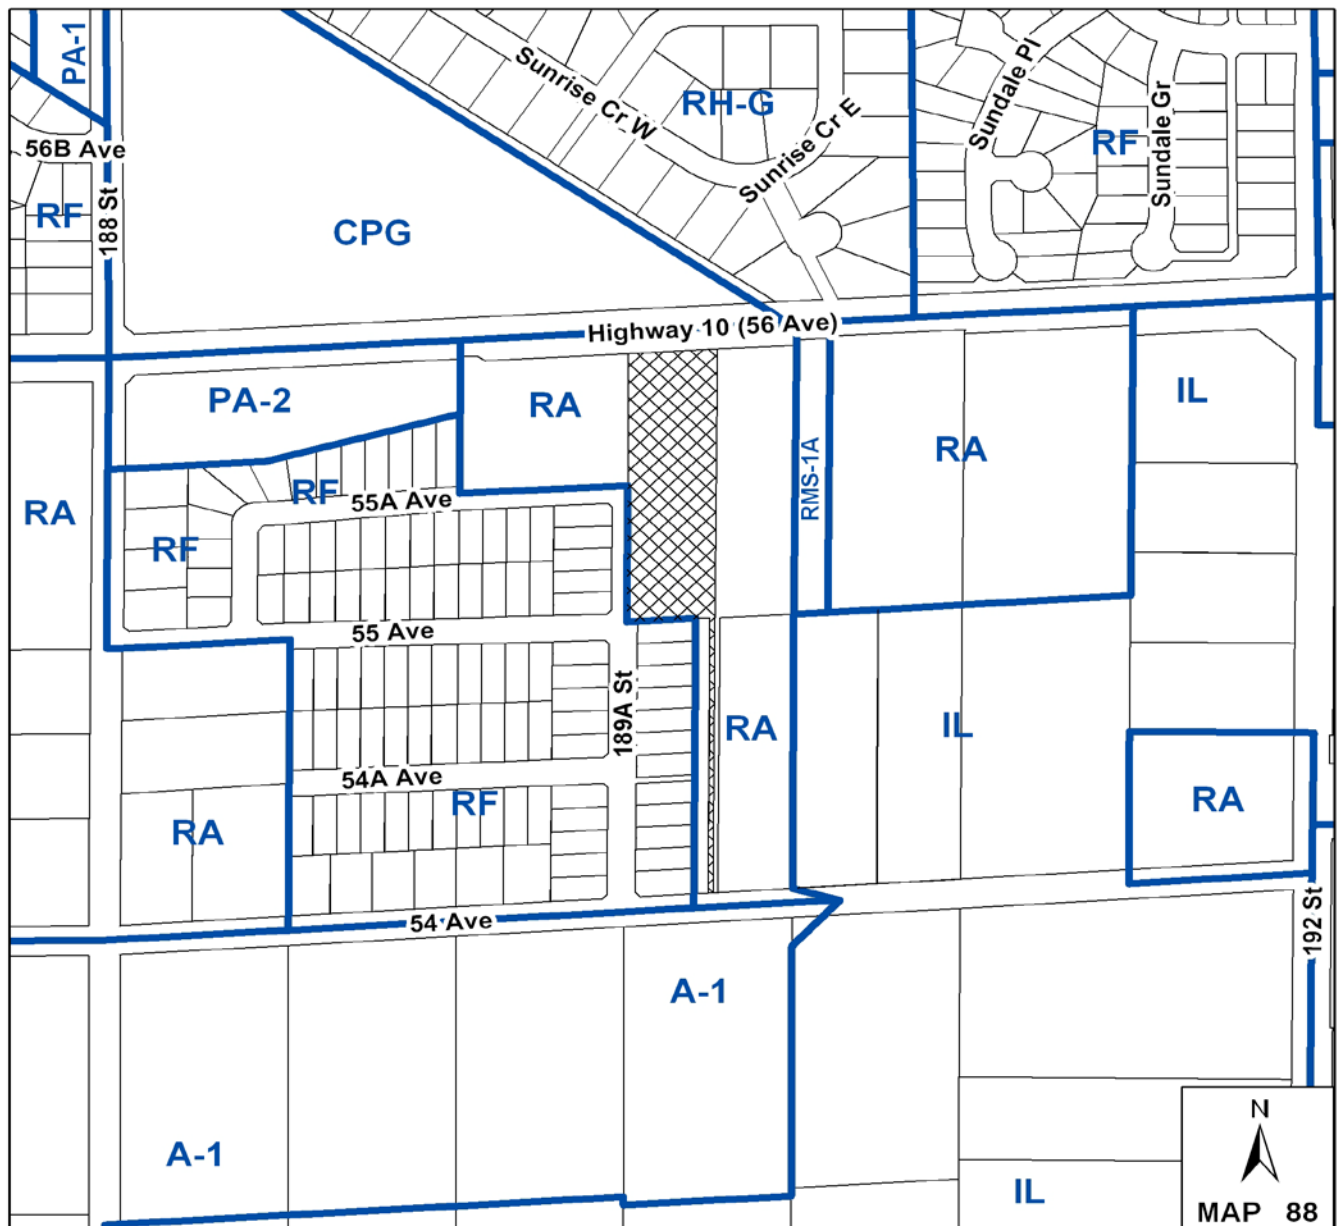 PA-1
Sunrise Cr W
RH-G
Sunrise Cr E
Sundale Pl
RF
Sundale Gr
56B Ave
RF
188 St
CPG
Highway 10 (56 Ave)
PA-2
RA
RMS-1A
RA
IL
RA
RF
55A Ave
RF
55 Ave
189A St
RA
IL
54A Ave
RF
RA
RA
54 Ave
192 St
A-1
A-1
IL
N
MAP 88